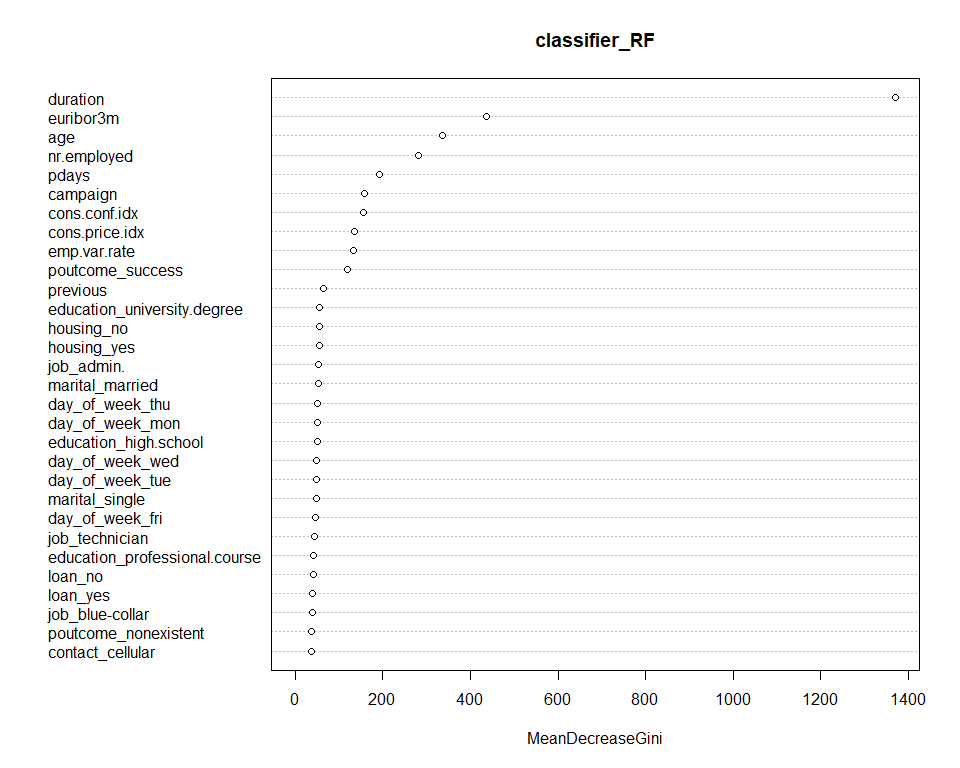 classifier_RF
duration
euribor3m
age
nr.employed
pdays
campaign
cons.conf.idx
cons.price.idx
emp.var.rate
poutcome_success
previous
education_university.degree
housing_no
housing_yes
job_admin.
marital_married
day_of_week_thu
day_of_week_mon
education_high.school
day_of_week_wed
day_of_week_tue
marital_single
day_of_week_fri
job_technician
education_professional.course
loan_no
loan_yes
job_blue-collar
poutcome_nonexistent
contact_cellular
0 200 400 600 800 1000 1200 1400
MeanDecreaseGini